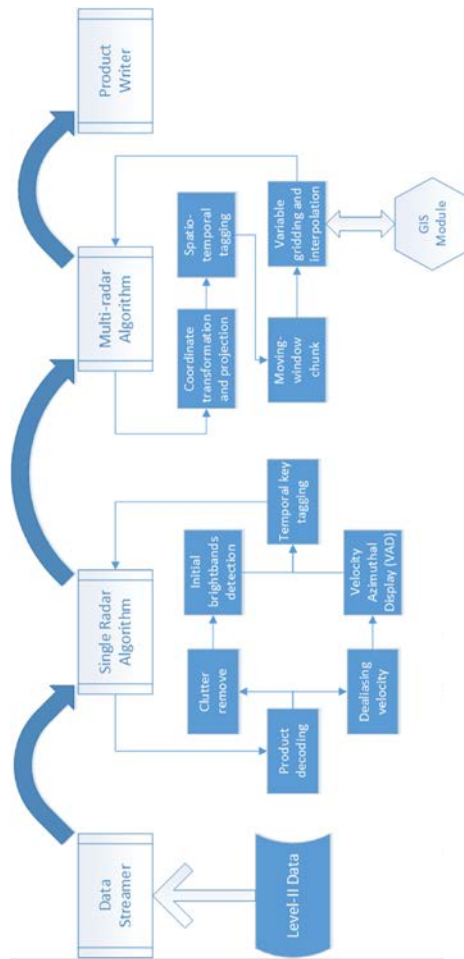 Data
Streamer
Level-II Data
Single Radar
Algorithm
Product
decoding
Clutter
remove
Initial
brightbands
detection
Dealiasing
velocity
Velocity
Azimuthal
Display (VAD)
Temporal key
tagging
Multi-radar
Algorithm
Coordinate
transformation
and projection
Spatio-
temporal
tagging
Moving-
window
chunk
Variable
gridding and
interpolation
GIS
Module
Product
Writer